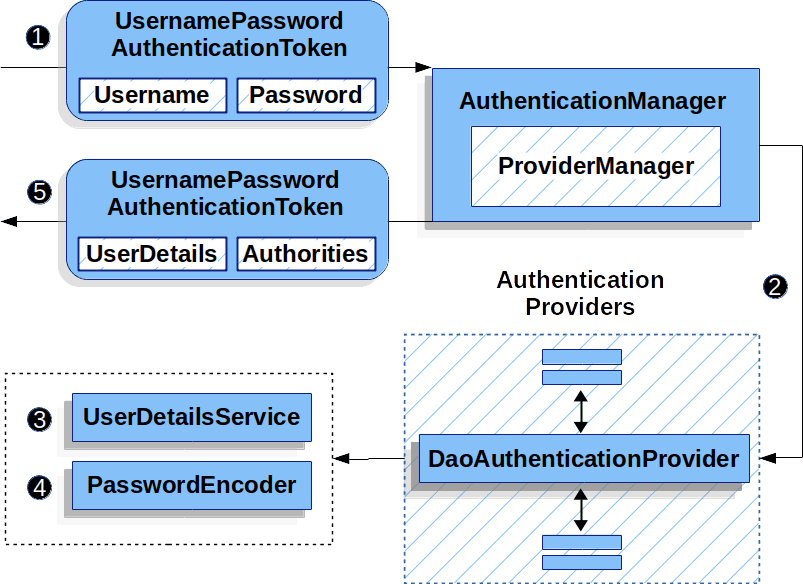 1
UsernamePassword
AuthenticationToken
Username
Password
AuthenticationManager
ProviderManager
5
UsernamePassword
AuthenticationToken
UserDetails
Authorities
2
Authentication
Providers
3
UserDetailsService
DaoAuthenticationProvider
4
PasswordEncoder